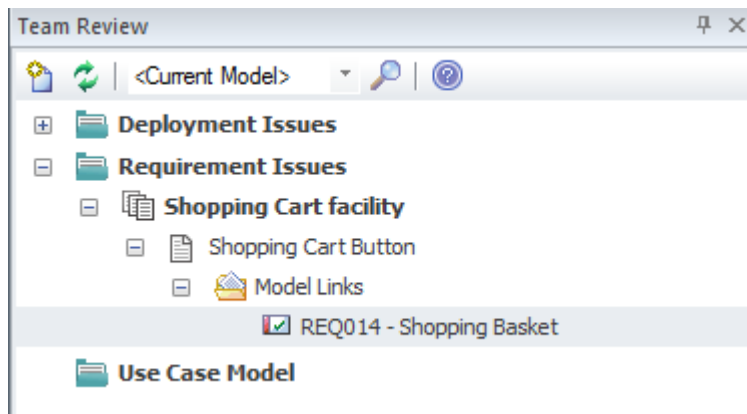 Team Review
<Current Model>
Deployment Issues
Requirement Issues
Shopping Cart facility
Shopping Cart Button
Model Links
REQ014 - Shopping Basket
Use Case Model